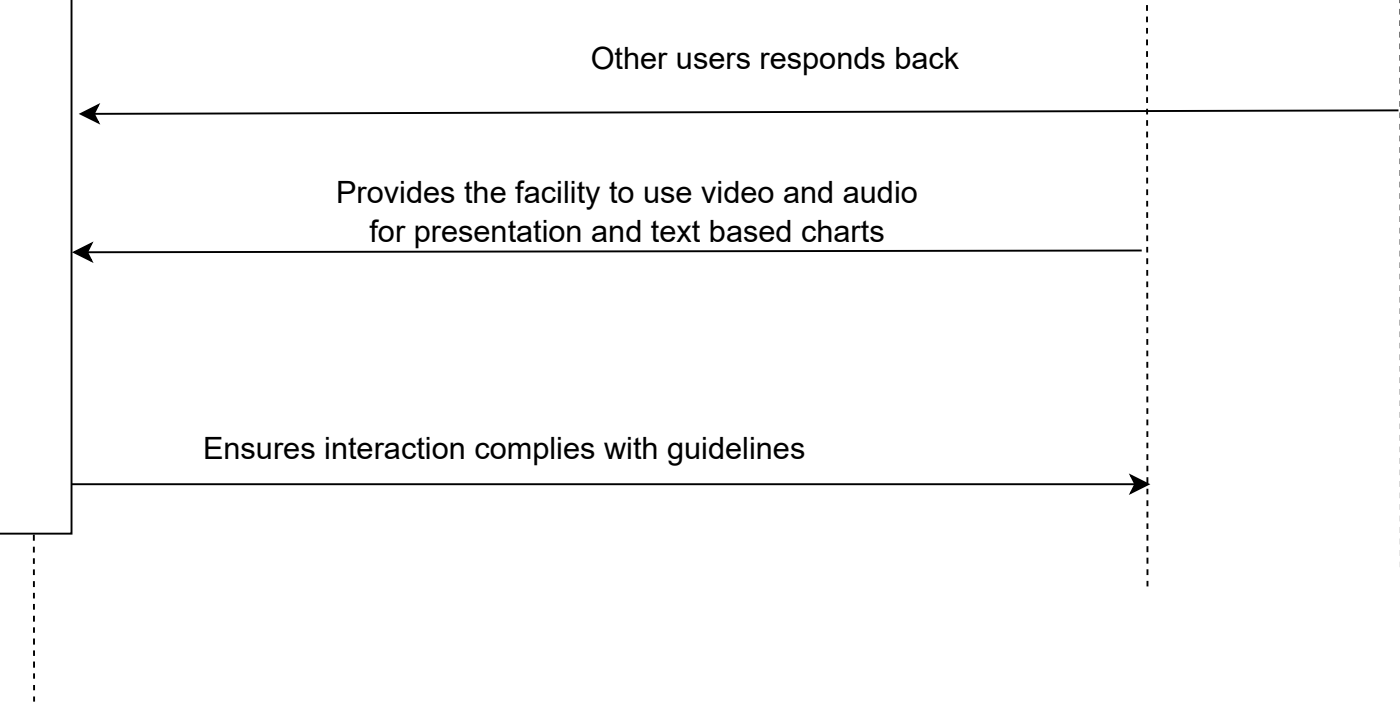 Other users responds back
Provides the facility to use video and audio
for presentation and text based charts
Ensures interaction complies with guidelines